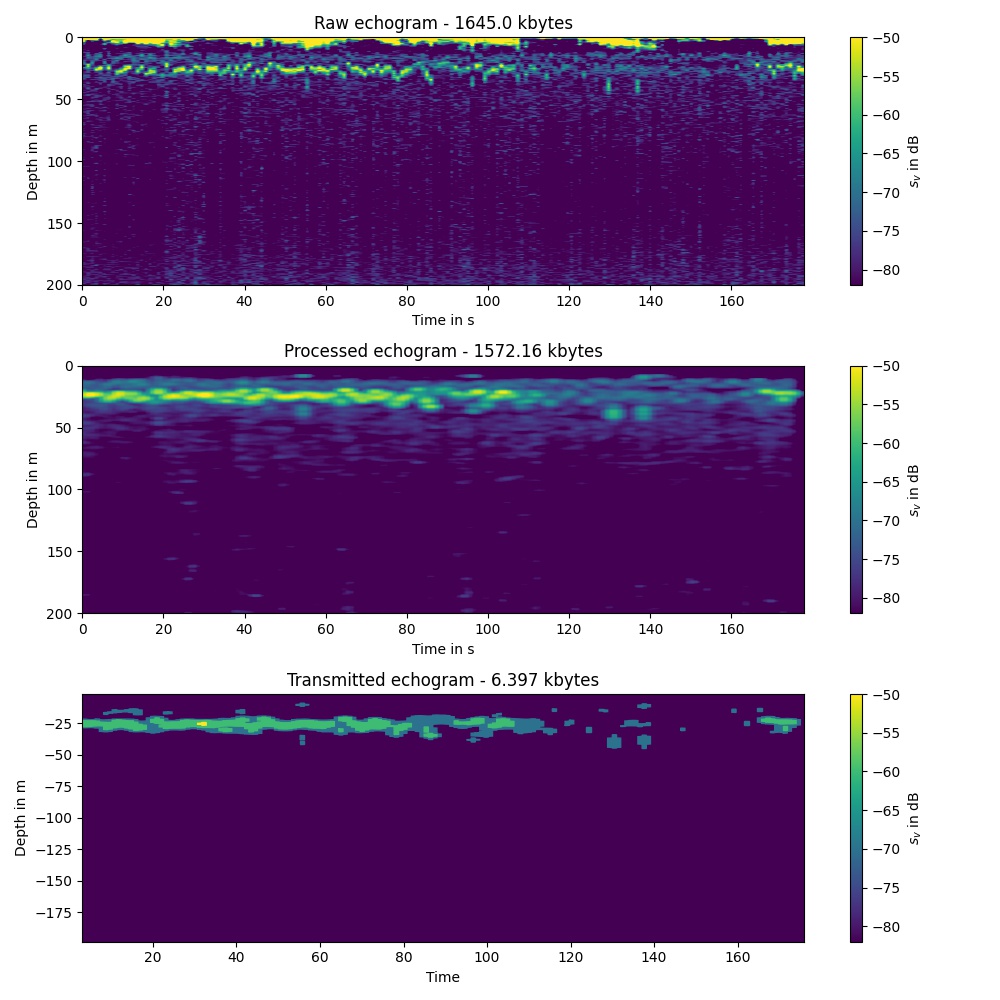 Raw echogram - 1645.0 kbytes
0
50
100
150
200
Depth in m
0 20 40 60 80 100 120 140 160
Time in s
−50
−55
−60
−65
−70
−75
−80
sv in dB
Processed echogram - 1572.16 kbytes
0
50
100
150
200
Depth in m
0 20 40 60 80 100 120 140 160
Time in s
−50
−55
−60
−65
−70
−75
−80
sv in dB
Transmitted echogram - 6.397 kbytes
−25
−50
−75
−100
−125
−150
−175
Depth in m
20 40 60 80 100 120 140 160
Time
−50
−55
−60
−65
−70
−75
−80
sv in dB